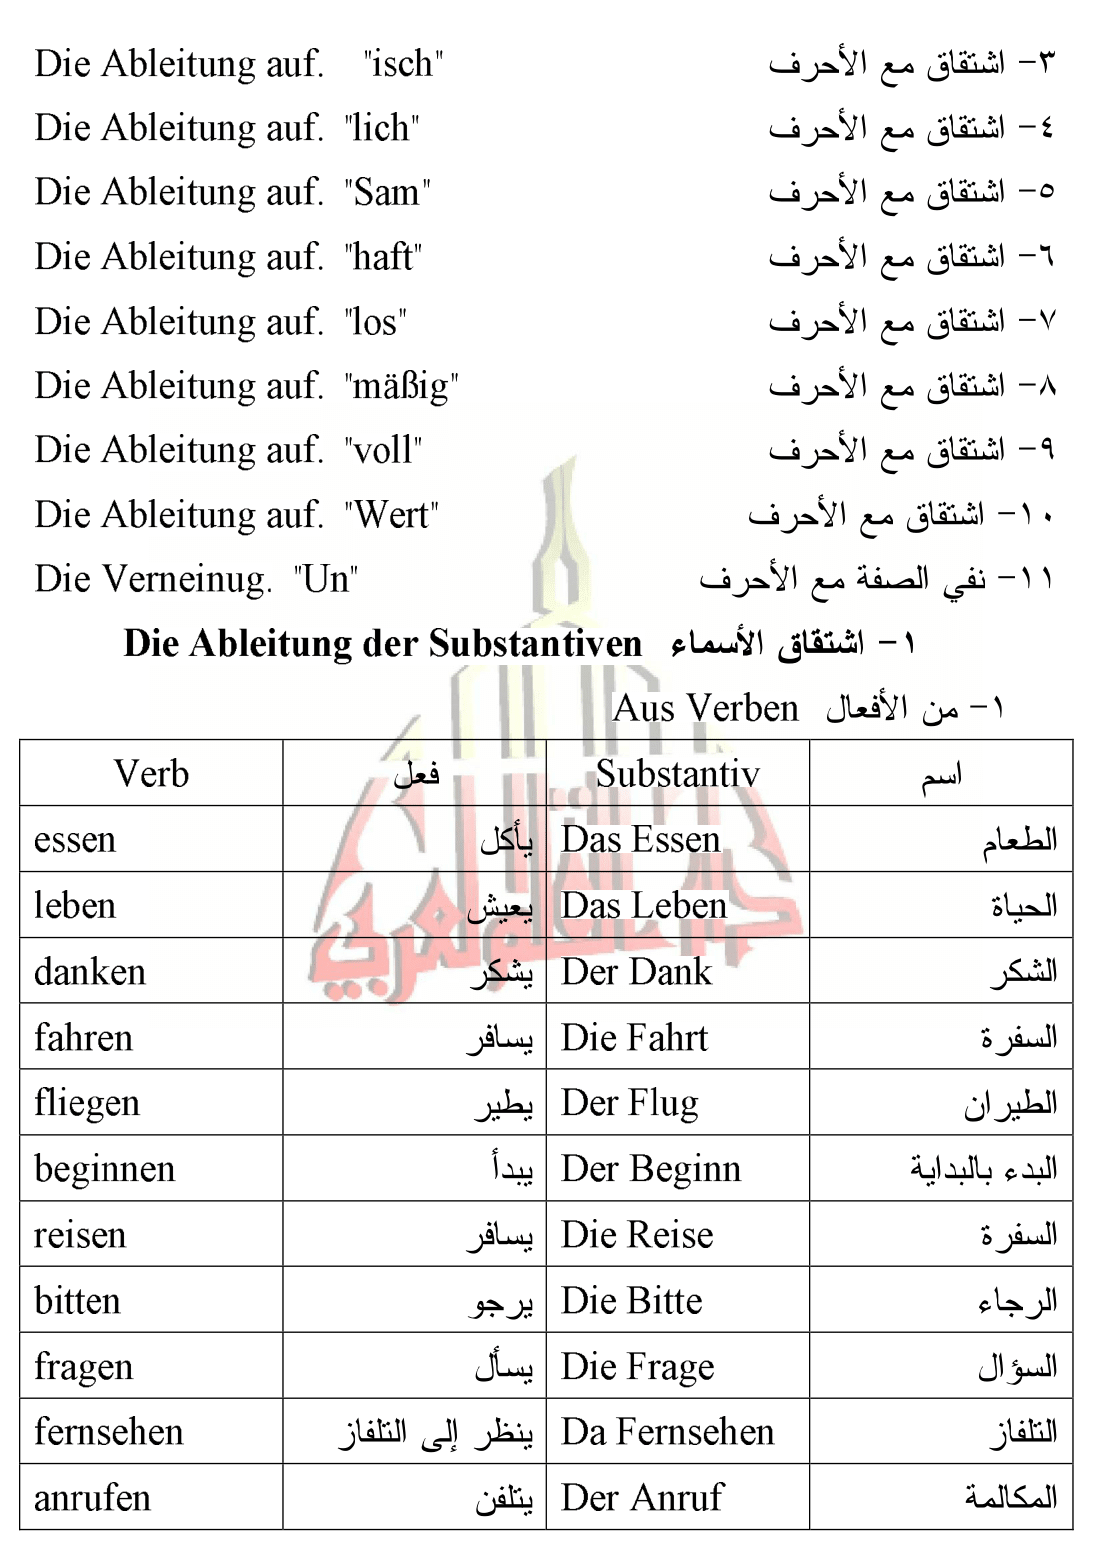 Die Ableitung auf. "isch" ٣- اشتقاق مع الأحرف
Die Ableitung auf. "lich" ٤- اشتقاق مع الأحرف
Die Ableitung auf. "Sam" ٥- اشتقاق مع الأحرف
Die Ableitung auf. "haft" ٦- اشتقاق مع الأحرف
Die Ableitung auf. "los" ٧- اشتقاق مع الأحرف
Die Ableitung auf. "mäßig" ٨- اشتقاق مع الأحرف
Die Ableitung auf. "voll" ٩- اشتقاق مع الأحرف
Die Ableitung auf. "Wert" ١٠- اشتقاق مع الأحرف
Die Verneinug. "Un" ١١- نفي الصفة مع الأحرف
١- اشتقاق الأسماء Die Ableitung der Substantiven
١- من الأفعال Aus Verben
Verb فعل Substantiv اسم
essen يأكل Das Essen الطعام
leben يعيش Das Leben الحياة
danken يشكر Der Dank الشكر
fahren يسافر Die Fahrt السفرة
fliegen يطير Der Flug الطيران
beginnen يبدأ Der Beginn البدء بالبداية
reisen يسافر Die Reise السفرة
bitten يرجو Die Bitte الرجاء
fragen يسأل Die Frage السؤال
fernsehen ينظر إلى التلفاز Da Fernsehen التلفاز
anrufen يتلفن Der Anruf المكالمة